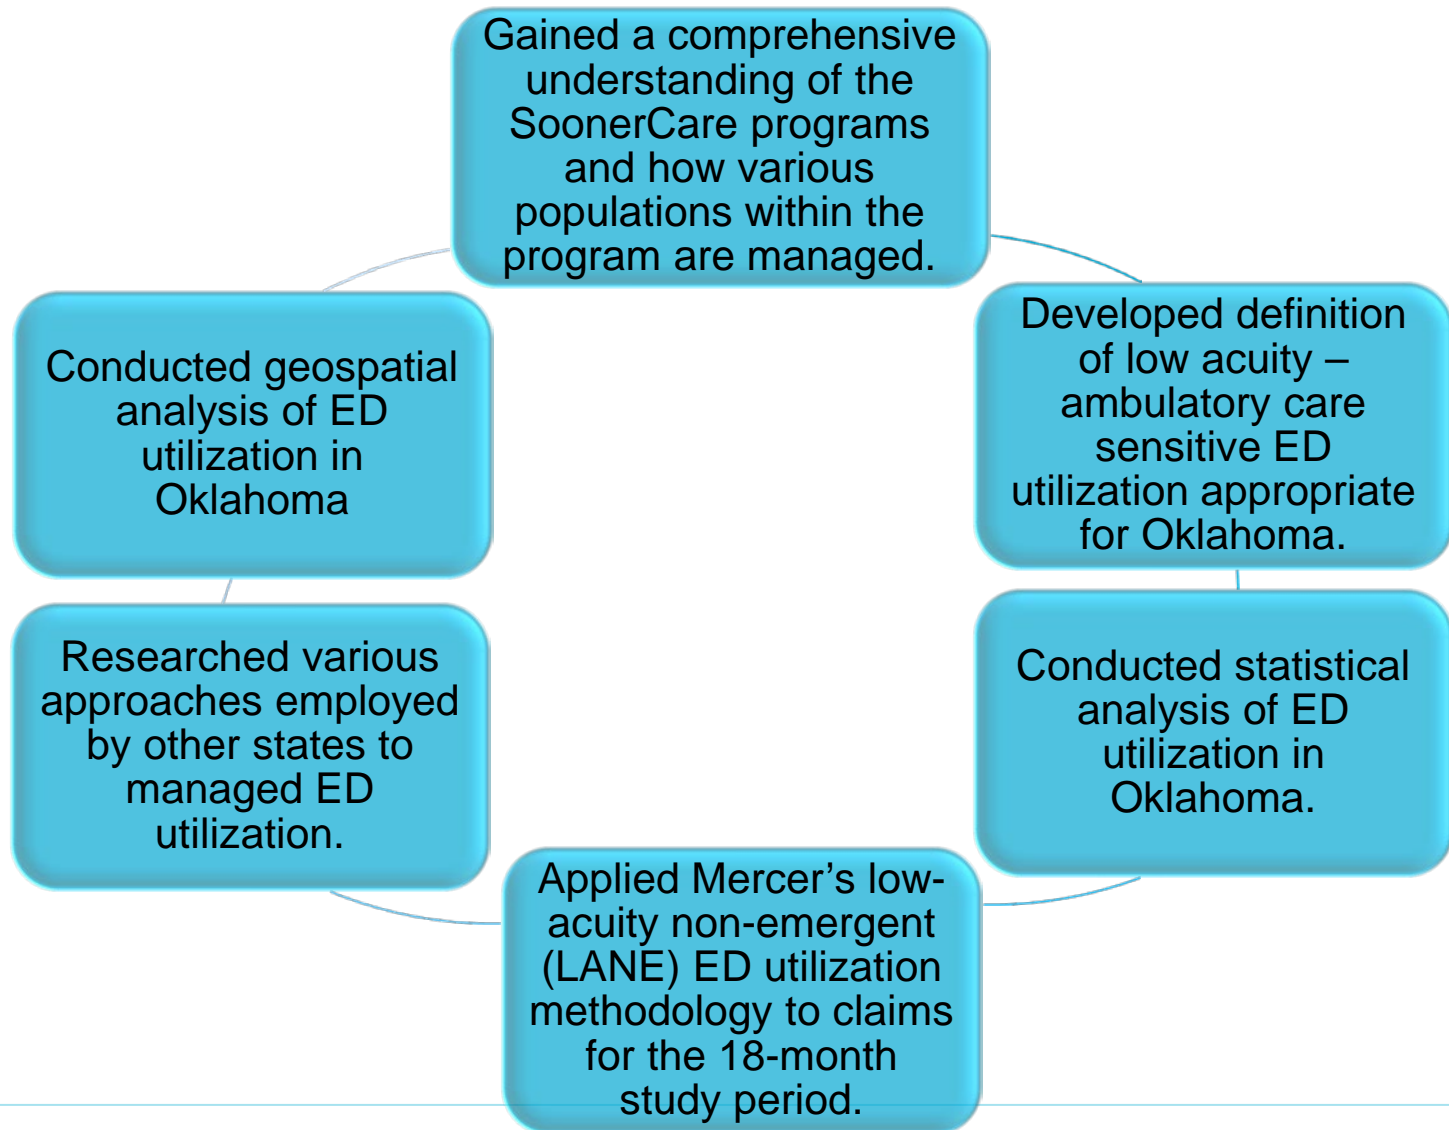 Gained a comprehensive
understanding of the
SoonerCare programs
and how various
populations within the
program are managed.
Developed definition
of low acuity –
ambulatory care
sensitive ED
utilization appropriate
for Oklahoma.
Conducted statistical
analysis of ED
utilization in
Oklahoma.
Applied Mercer’s low-
acuity non-emergent
(LANE) ED utilization
methodology to claims
for the 18-month
study period.
Researched various
approaches employed
by other states to
managed ED
utilization.
Conducted geospatial
analysis of ED
utilization in
Oklahoma